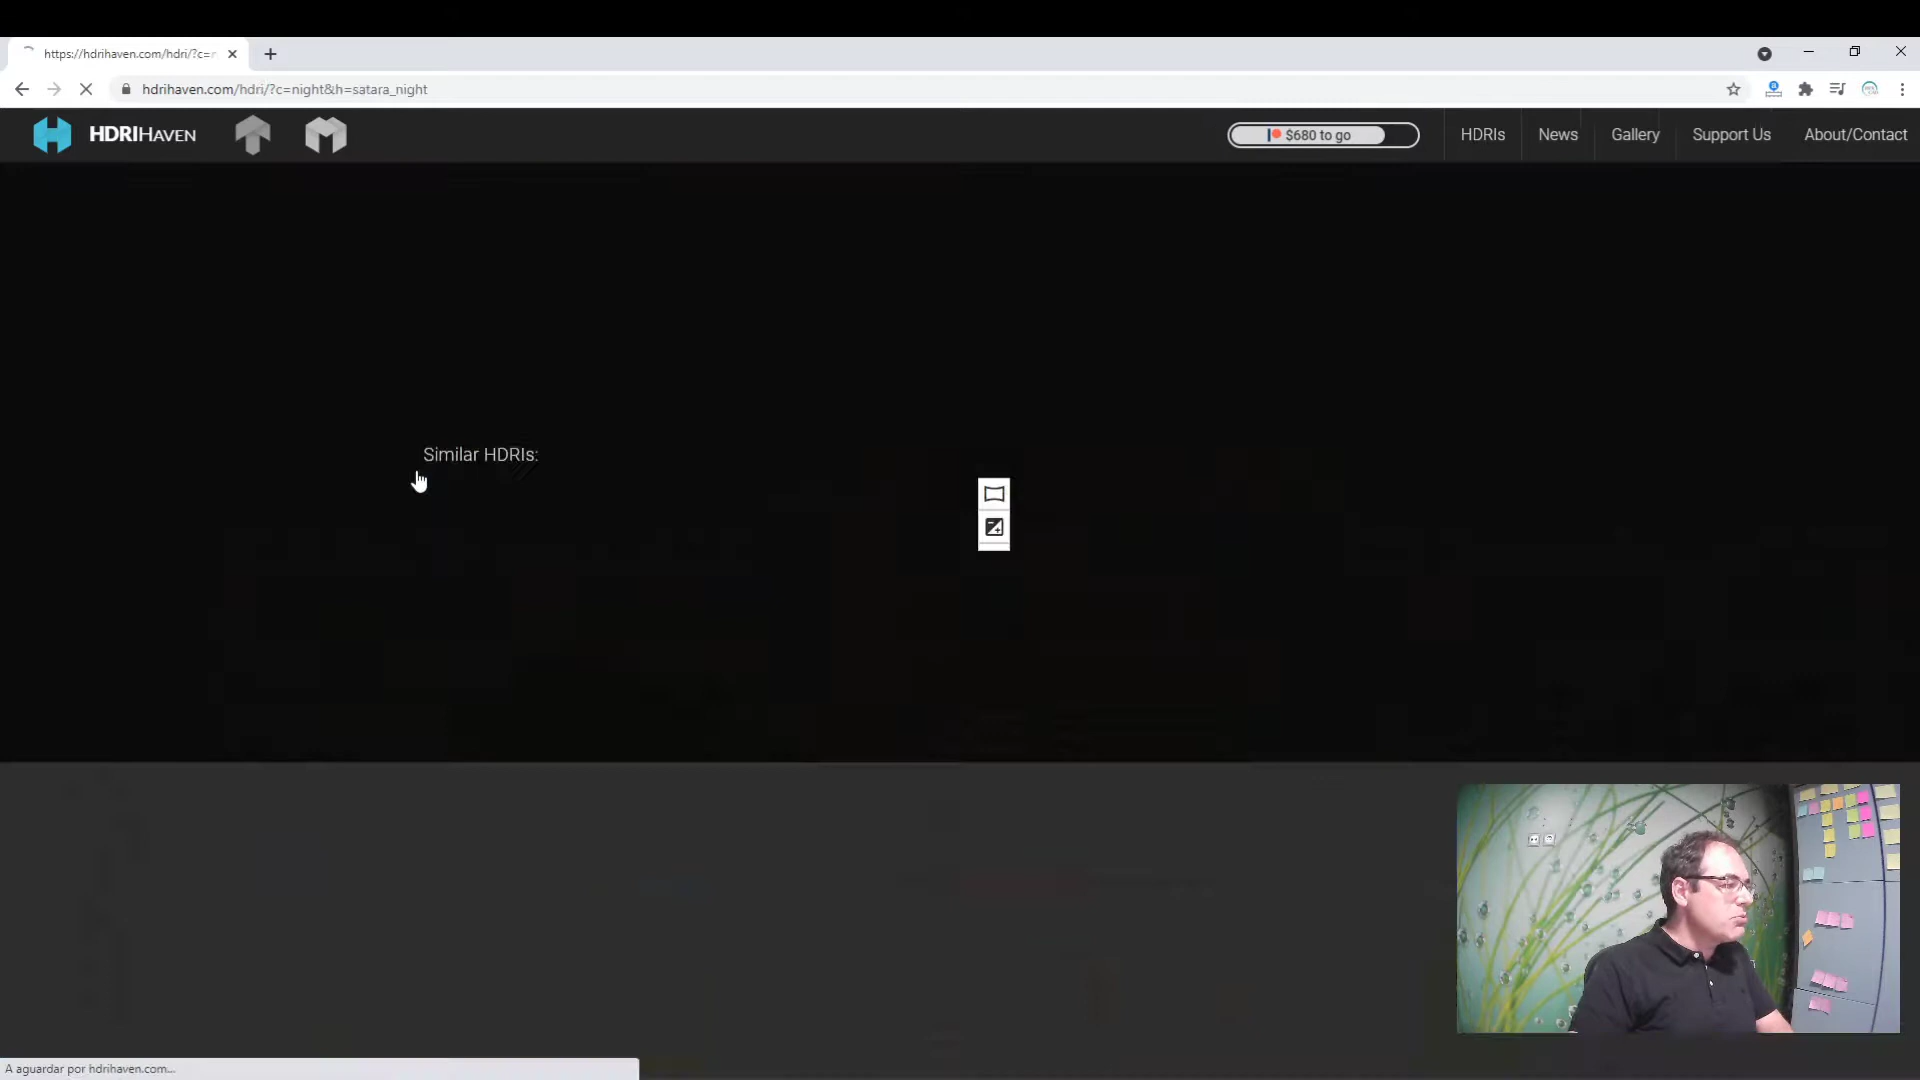 https://hdrihaven.com/hdri/?c=
hdrihaven.com/hdri/?c=night&h=satara_night
HDRIHAVEN
$680 to go
HDRIs
News
Gallery
Support Us
About/Contact
Similar HDRIs:
A aguardar por hdrihaven.com...